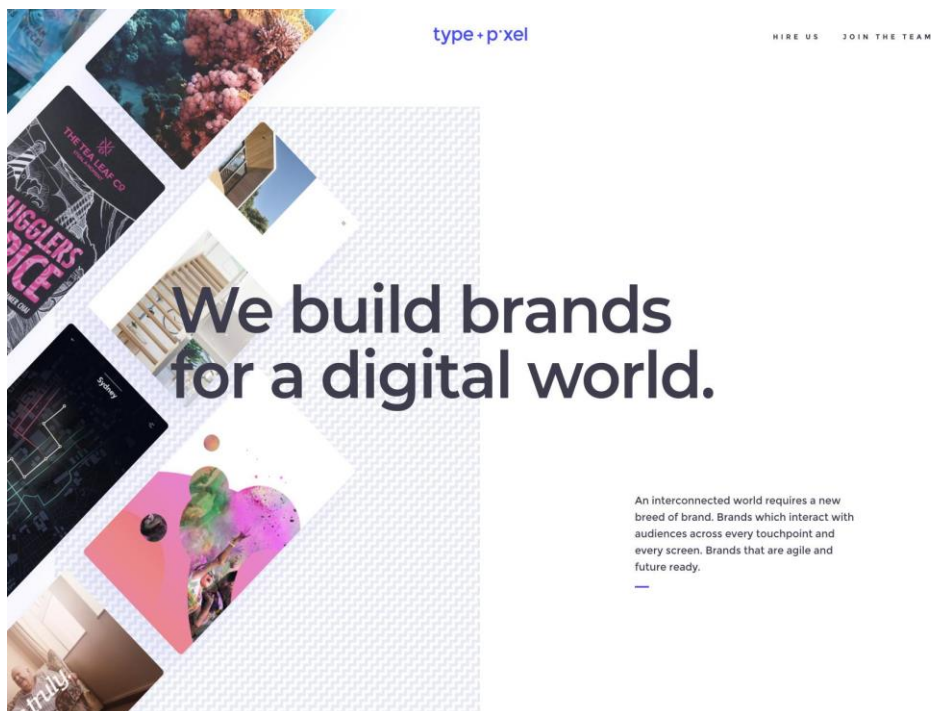 type + p·xel
HIRE US JOIN THE TEAM
THE TEA LEAF CO
We build brands
for a digital world.
Sydney
An interconnected world requires a new
breed of brand. Brands which interact with
audiences across every touchpoint and
every screen. Brands that are agile and
future ready.
truly.